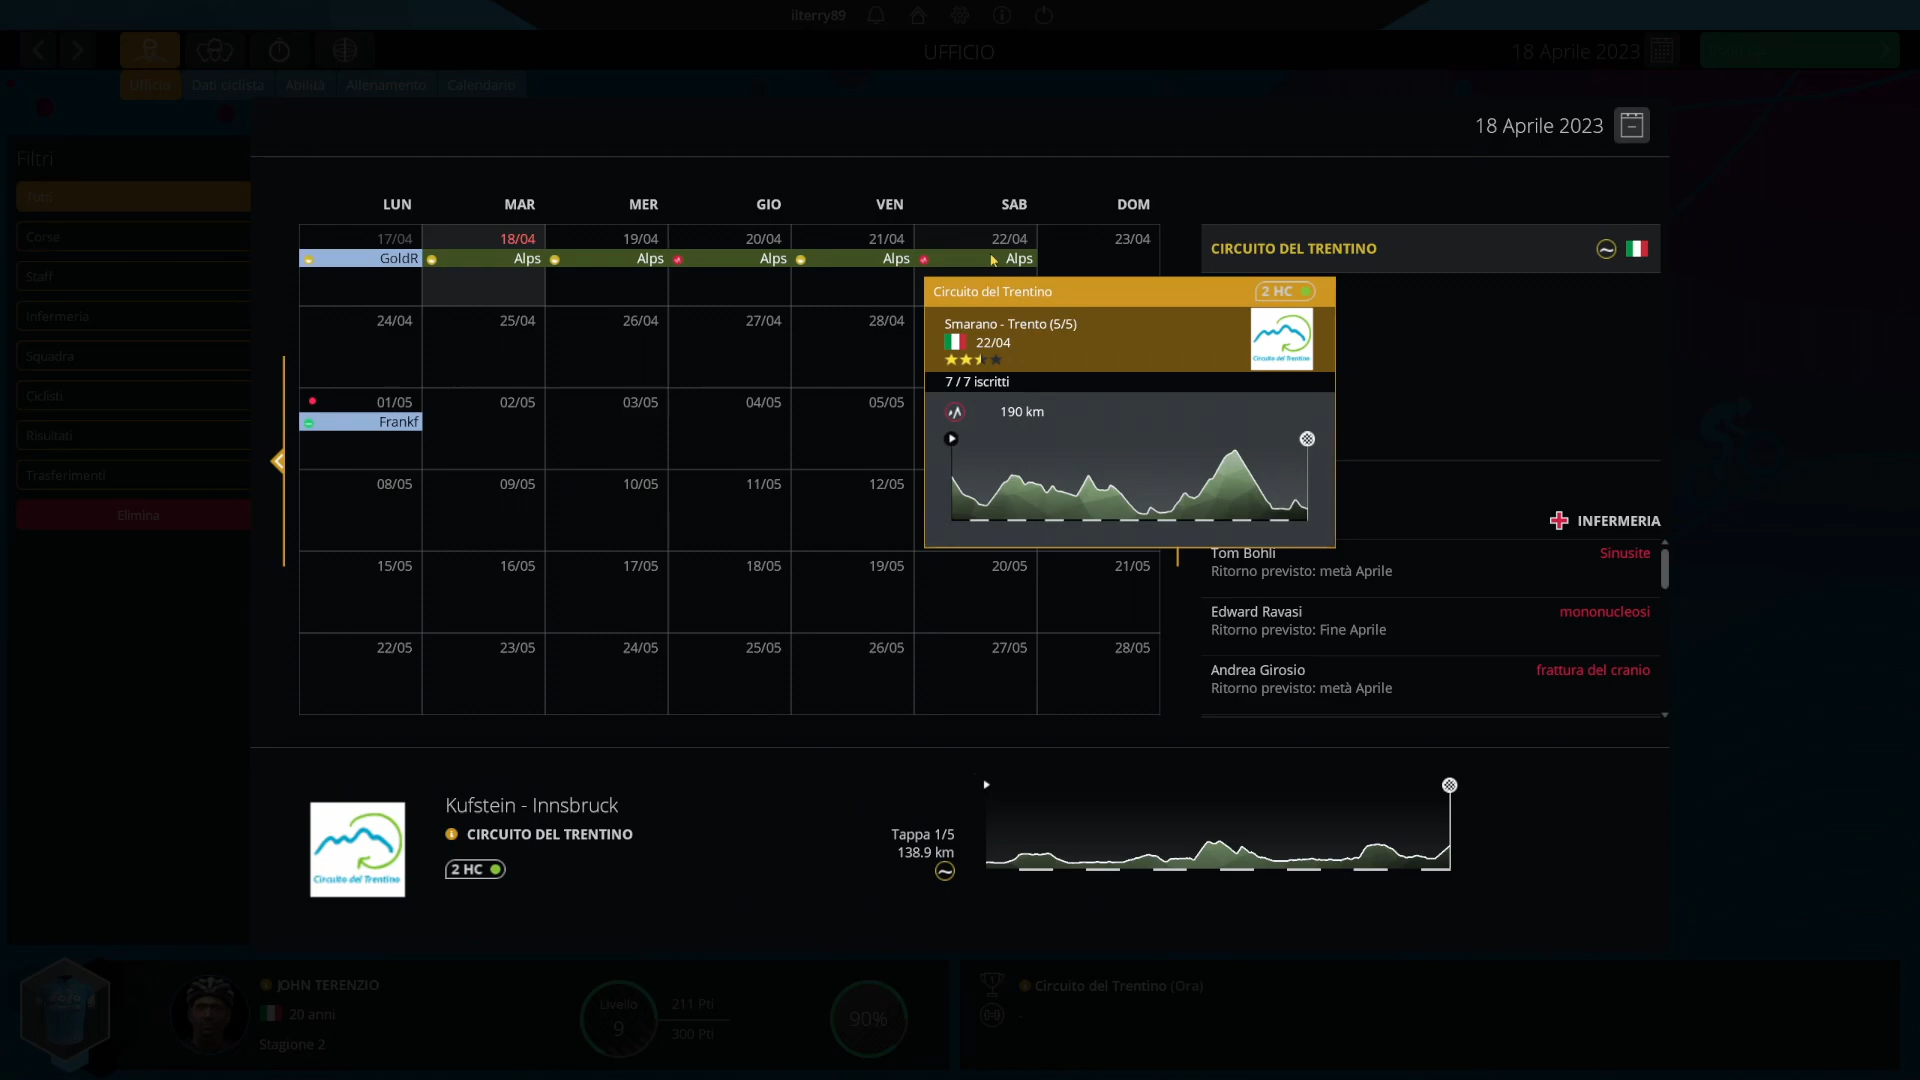 ilterry89
UFFICIO
18 Aprile 2023
Ufficio
Dati ciclista
Abilità
Allenamento
Calendario
18 Aprile 2023
Filtri
Tutti
Corse
Staff
Infermeria
Squadra
Ciclisti
Risultati
Trasferimenti
Elimina
LUN MAR MER GIO VEN SAB DOM
17/04 18/04 19/04 20/04 21/04 22/04 23/04
GoldR Alps Alps Alps Alps Alps
24/04 25/04 26/04 27/04 28/04
01/05 02/05 03/05 04/05 05/05
Frankf
08/05 09/05 10/05 11/05 12/05
15/05 16/05 17/05 18/05 19/05 20/05 21/05
22/05 23/05 24/05 25/05 26/05 27/05 28/05
Circuito del Trentino
2 HC
Smarano - Trento (5/5)
22/04
Circuito del Trentino
7 / 7 iscritti
190 km
CIRCUITO DEL TRENTINO
INFERMERIA
Tom Bohli
Sinusite
Ritorno previsto: metà Aprile
Edward Ravasi
mononucleosi
Ritorno previsto: Fine Aprile
Andrea Girosio
frattura del cranio
Ritorno previsto: metà Aprile
Circuito del Trentino
Kufstein - Innsbruck
CIRCUITO DEL TRENTINO
2 HC
Tappa 1/5
138.9 km
JOHN TERENZIO
20 anni
Stagione 2
Livello
9
211 Pti
300 Pti
90%
Circuito del Trentino (Ora)
-